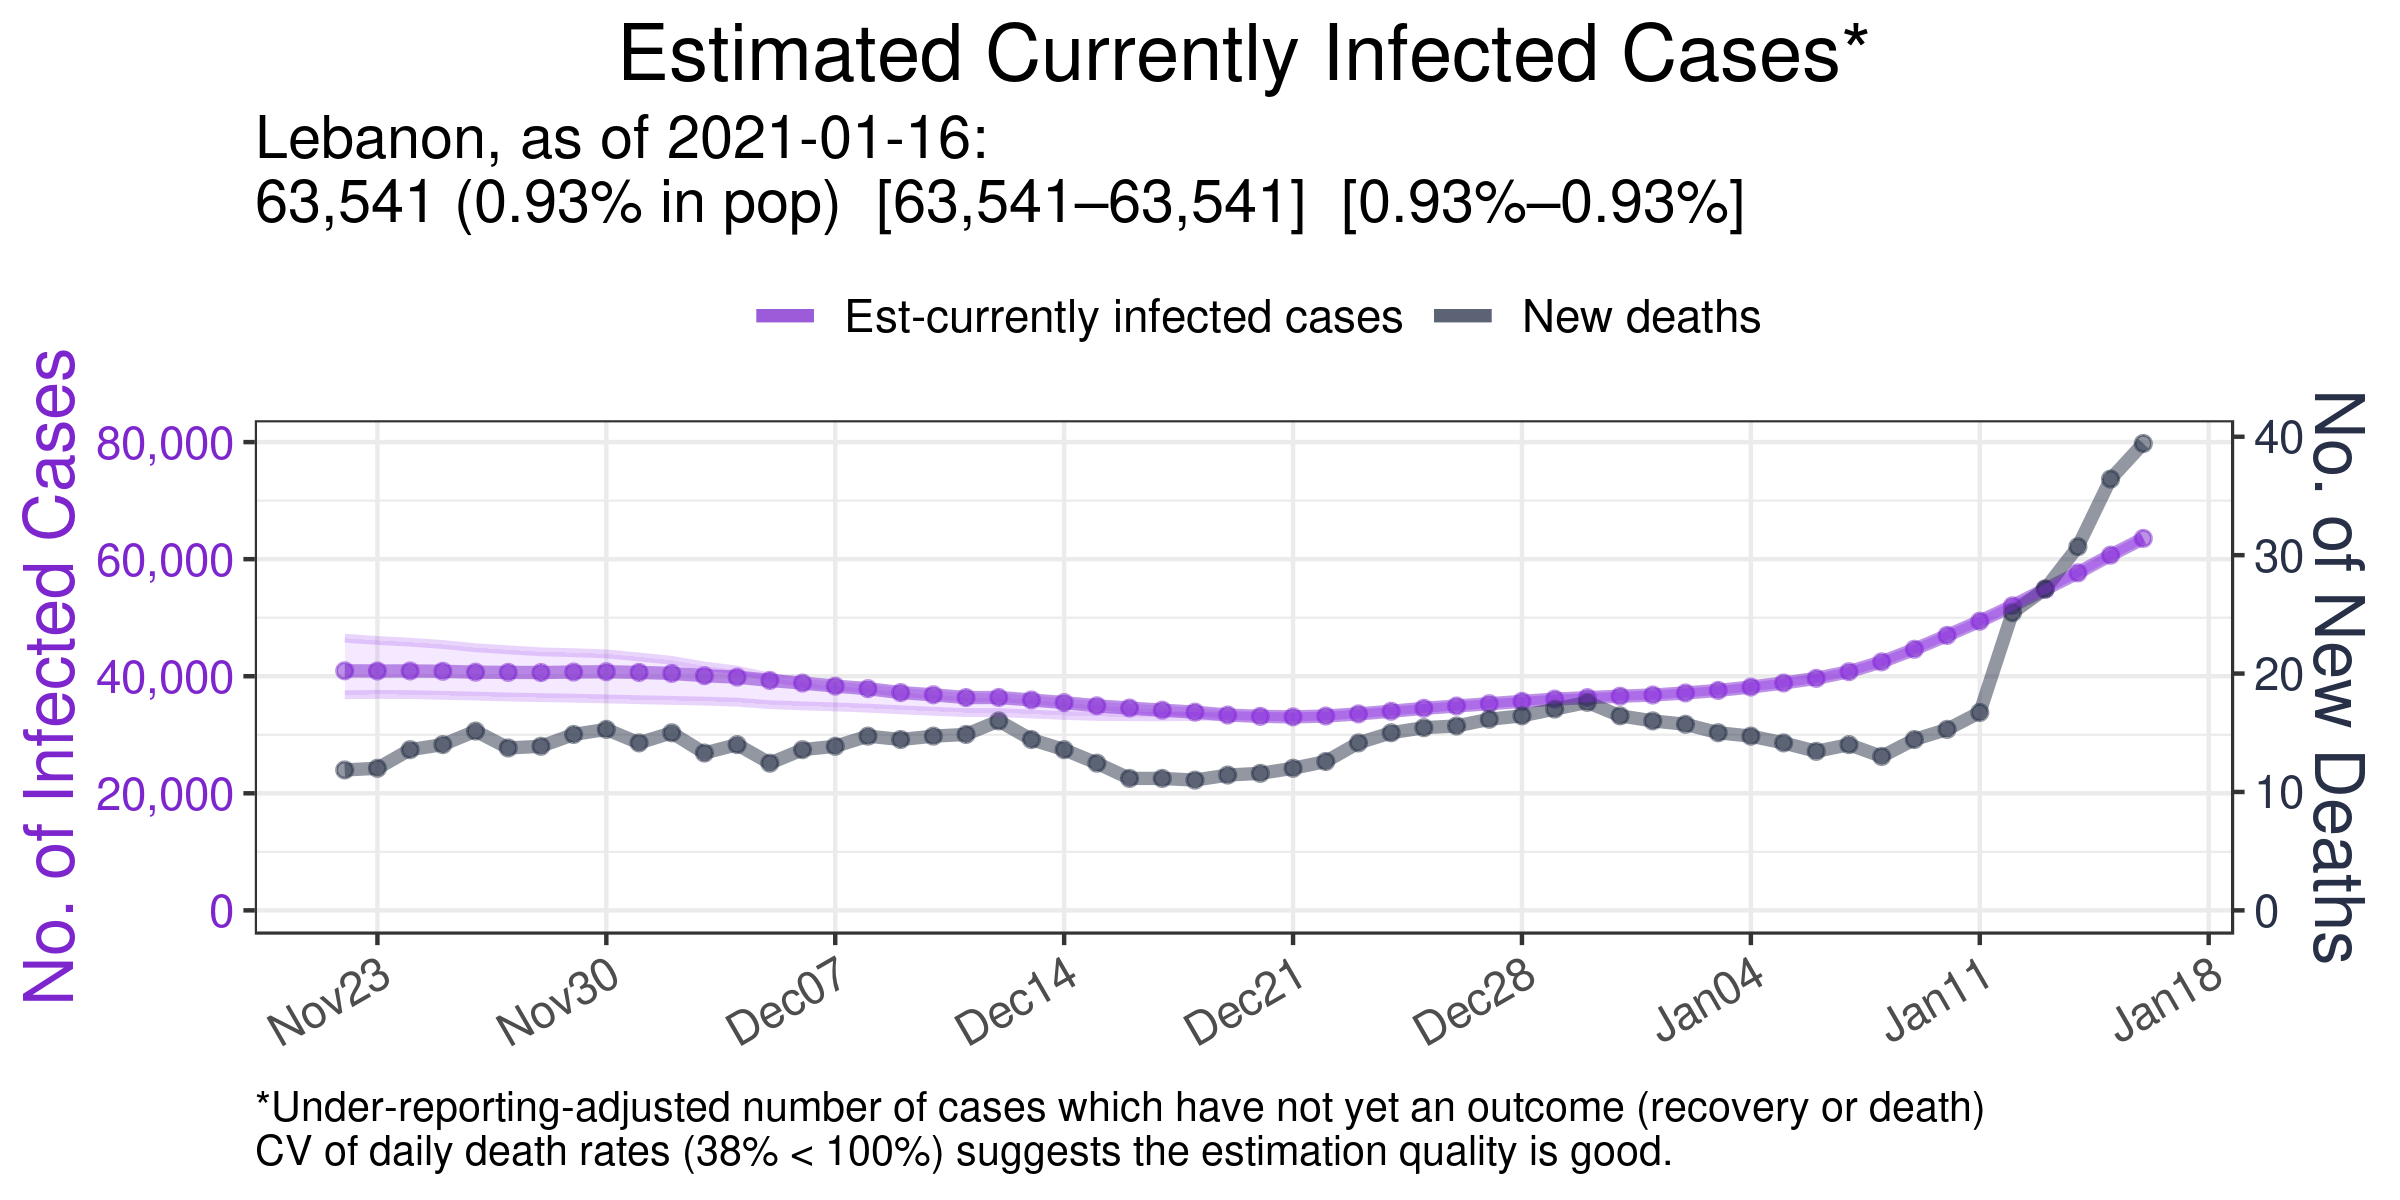 Estimated Currently Infected Cases*
Lebanon, as of 2021-01-16:
63,541 (0.93% in pop)  [63,541–63,541]  [0.93%–0.93%]
Est-currently infected cases
New deaths
No. of Infected Cases
80,000
60,000
40,000
20,000
0
40
30
20
10
0
No. of New Deaths
Nov23
Nov30
Dec07
Dec14
Dec21
Dec28
Jan04
Jan11
Jan18
*Under-reporting-adjusted number of cases which have not yet an outcome (recovery or death)
CV of daily death rates (38% < 100%) suggests the estimation quality is good.